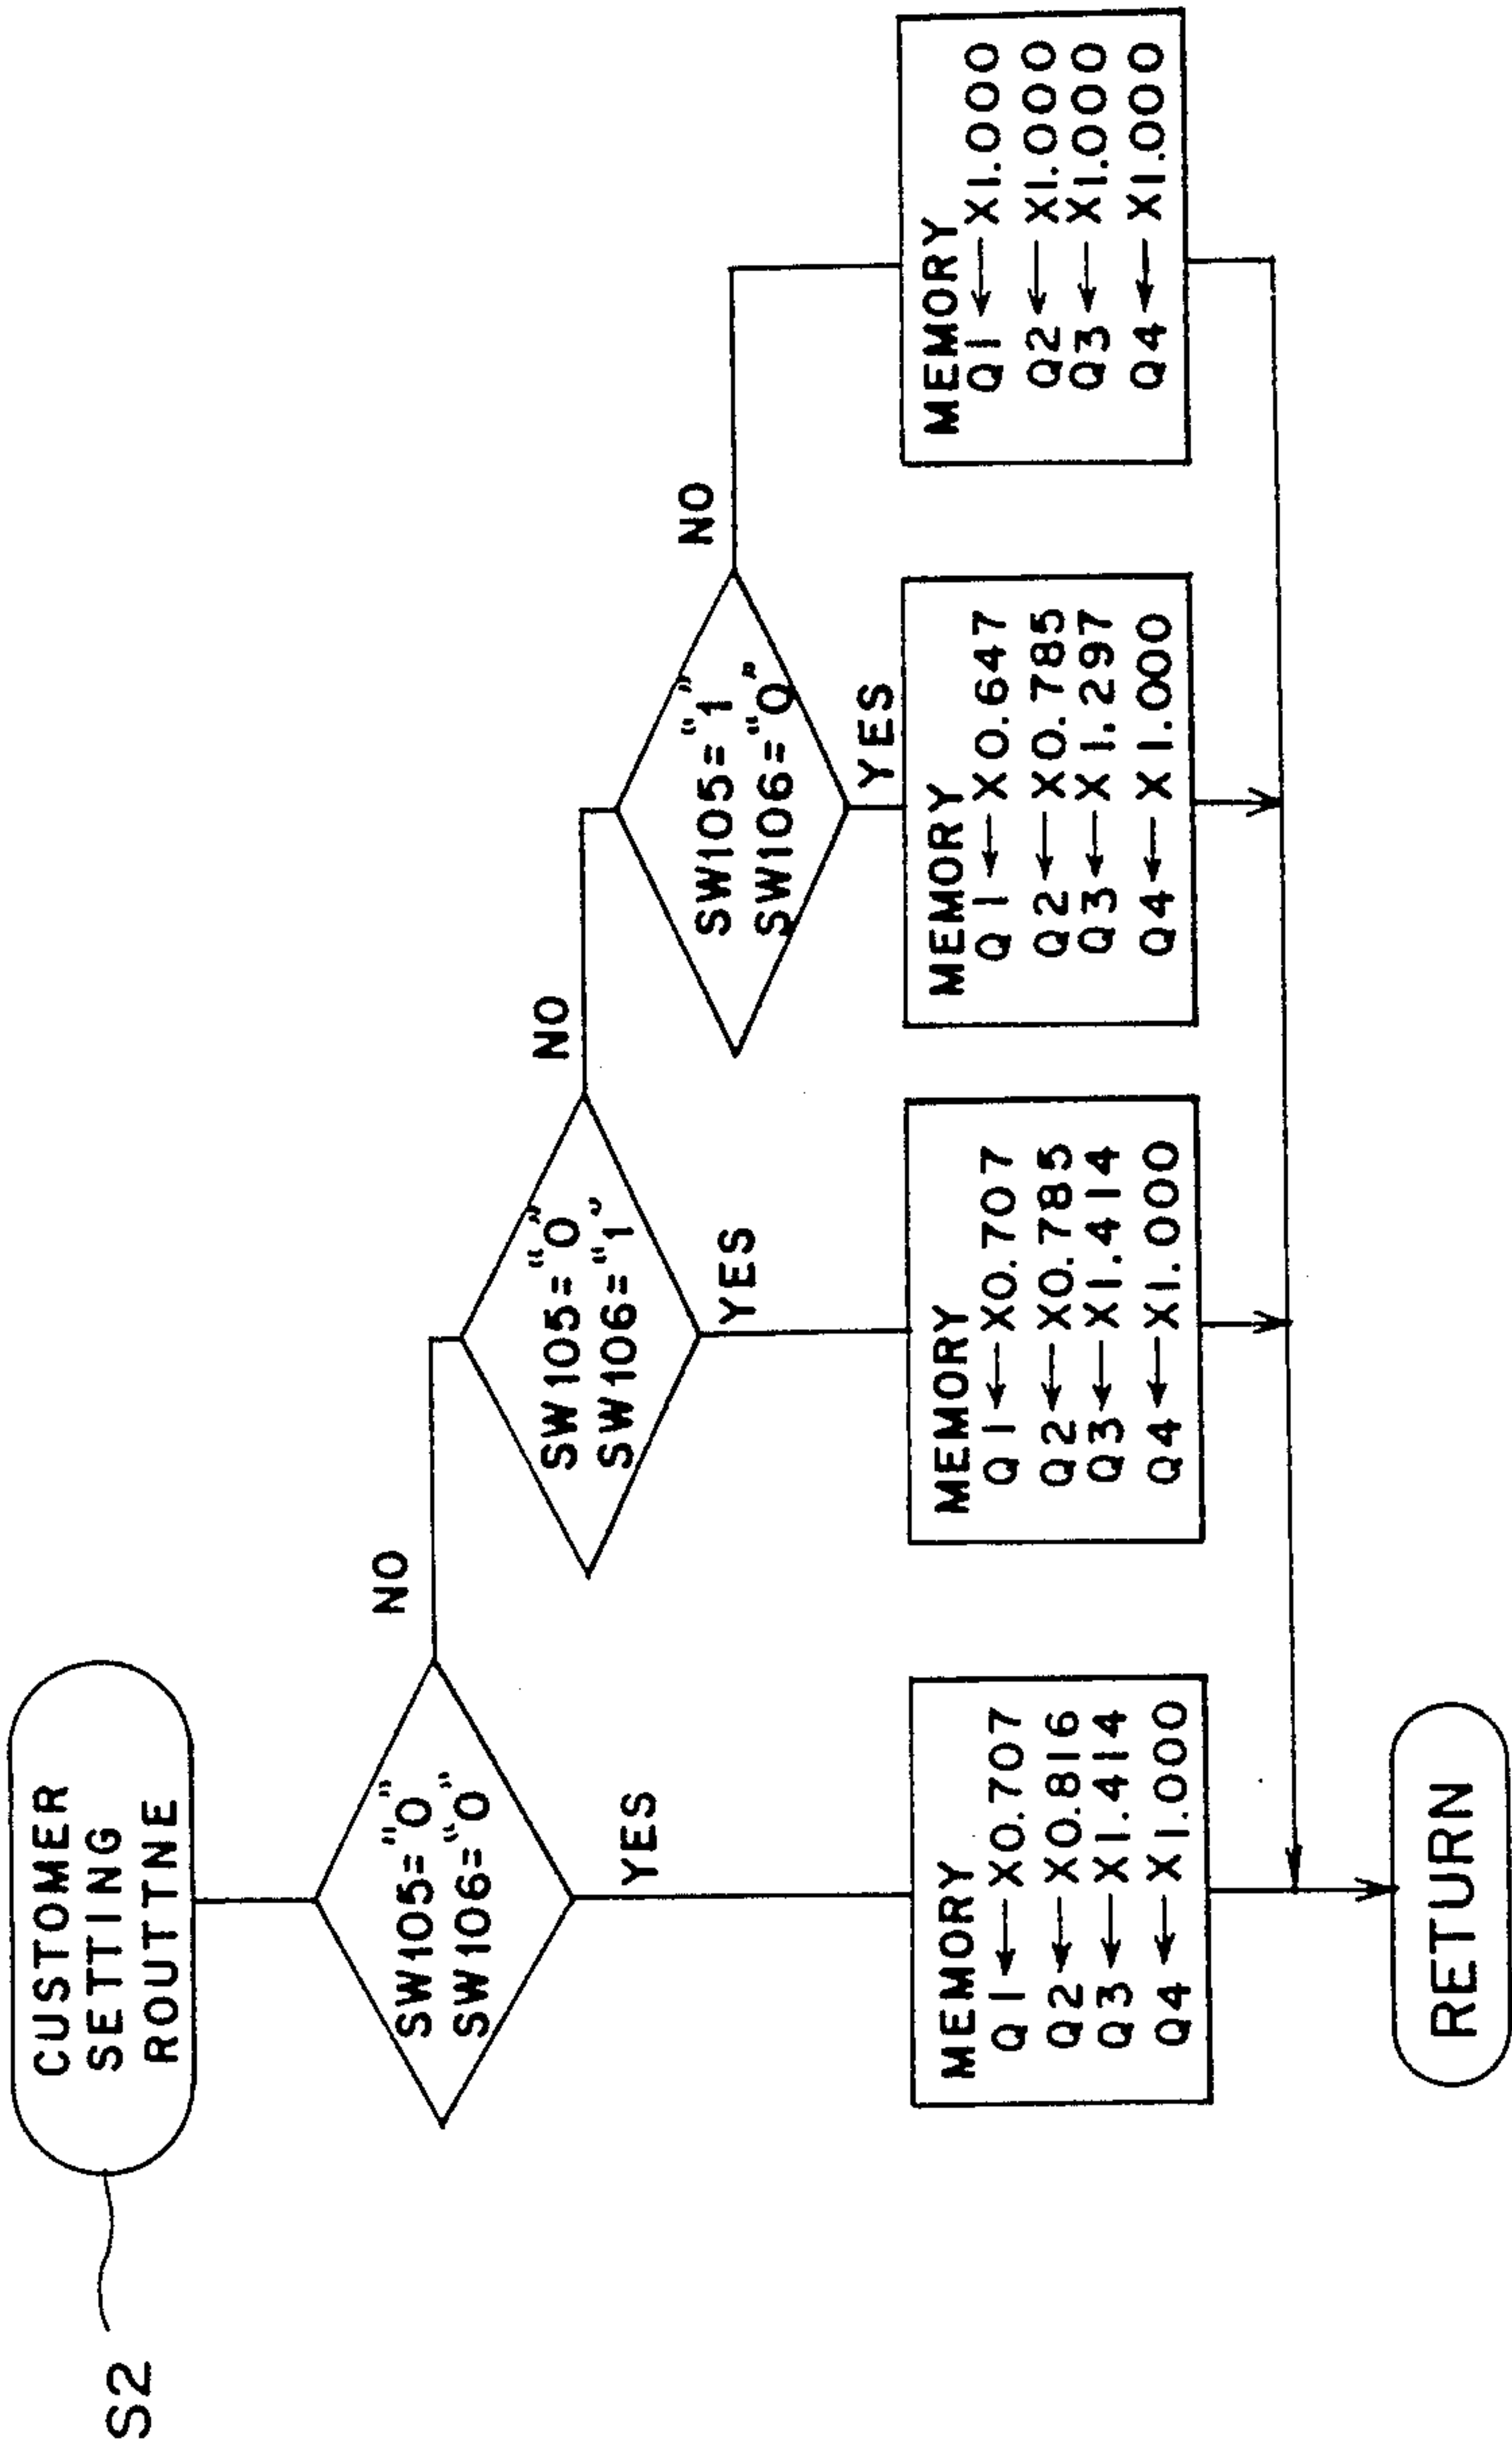 S2
CUSTOMER
SETTING
ROUTINE
SW105="0"
SW106="0"
NO
YES
SW105="0"
SW106="1"
NO
YES
SW105="1"
SW106="0"
NO
YES
MEMORY
Q1←X0.707
Q2←X0.816
Q3←X1.414
Q4←X1.000
MEMORY
Q1←X0.707
Q2←X0.785
Q3←X1.414
Q4←X1.000
MEMORY
Q1←X0.647
Q2←X0.785
Q3←X1.297
Q4←X1.000
MEMORY
Q1←X1.000
Q2←X1.000
Q3←X1.000
Q4←X1.000
RETURN